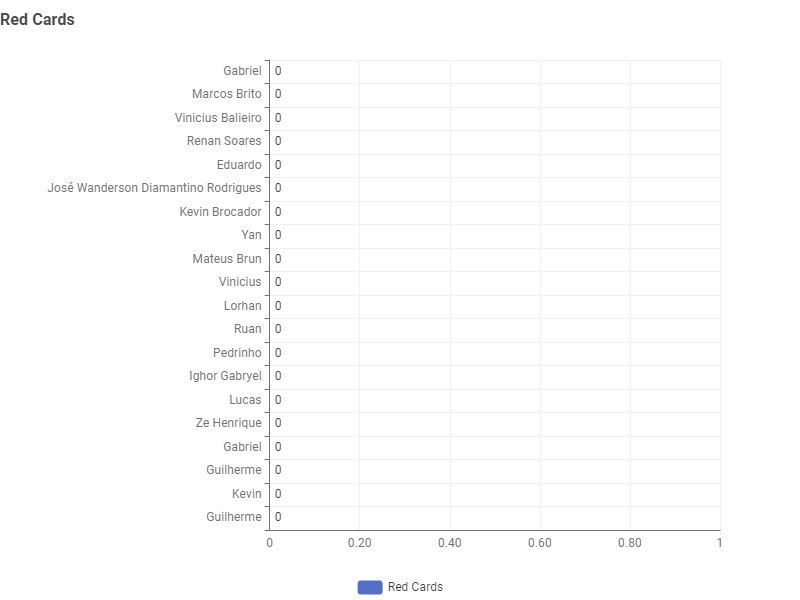 Red Cards
Gabriel 0
Marcos Brito 0
Vinicius Balieiro 0
Renan Soares 0
Eduardo 0
José Wanderson Diamantino Rodrigues 0
Kevin Brocador 0
Yan 0
Mateus Brun 0
Vinicius 0
Lorhan 0
Ruan 0
Pedrinho 0
Ighor Gabryel 0
Lucas 0
Ze Henrique 0
Gabriel 0
Guilherme 0
Kevin 0
Guilherme 0
0 0.20 0.40 0.60 0.80 1
Red Cards